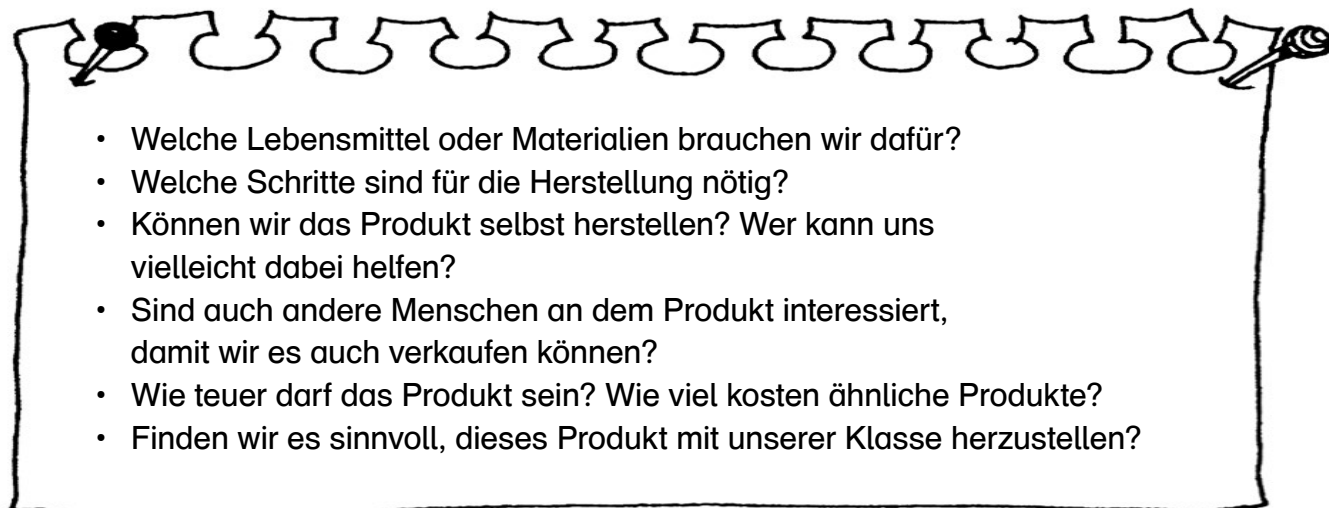 • Welche Lebensmittel oder Materialien brauchen wir dafür?
• Welche Schritte sind für die Herstellung nötig?
• Können wir das Produkt selbst herstellen? Wer kann uns
vielleicht dabei helfen?
• Sind auch andere Menschen an dem Produkt interessiert,
damit wir es auch verkaufen können?
• Wie teuer darf das Produkt sein? Wie viel kosten ähnliche Produkte?
• Finden wir es sinnvoll, dieses Produkt mit unserer Klasse herzustellen?